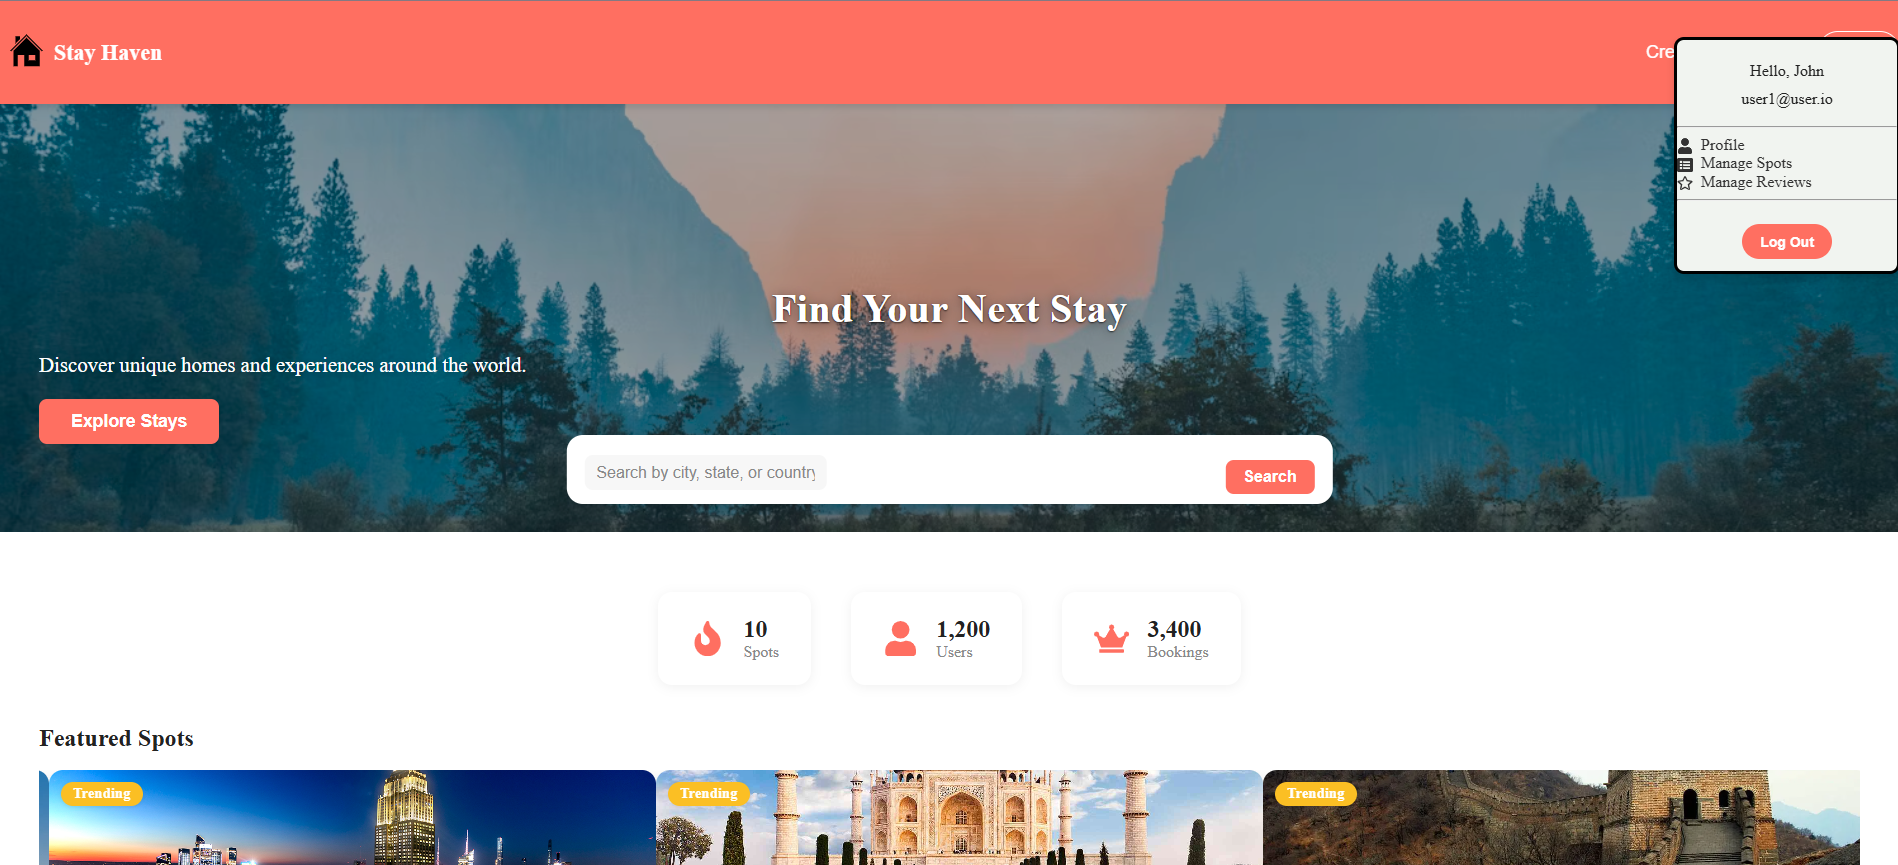 Stay Haven
Hello, John
user1@user.io
Profile
Manage Spots
Manage Reviews
Log Out
Find Your Next Stay
Discover unique homes and experiences around the world.
Explore Stays
Search by city, state, or country
Search
10
Spots
1,200
Users
3,400
Bookings
Featured Spots
Trending
Trending
Trending